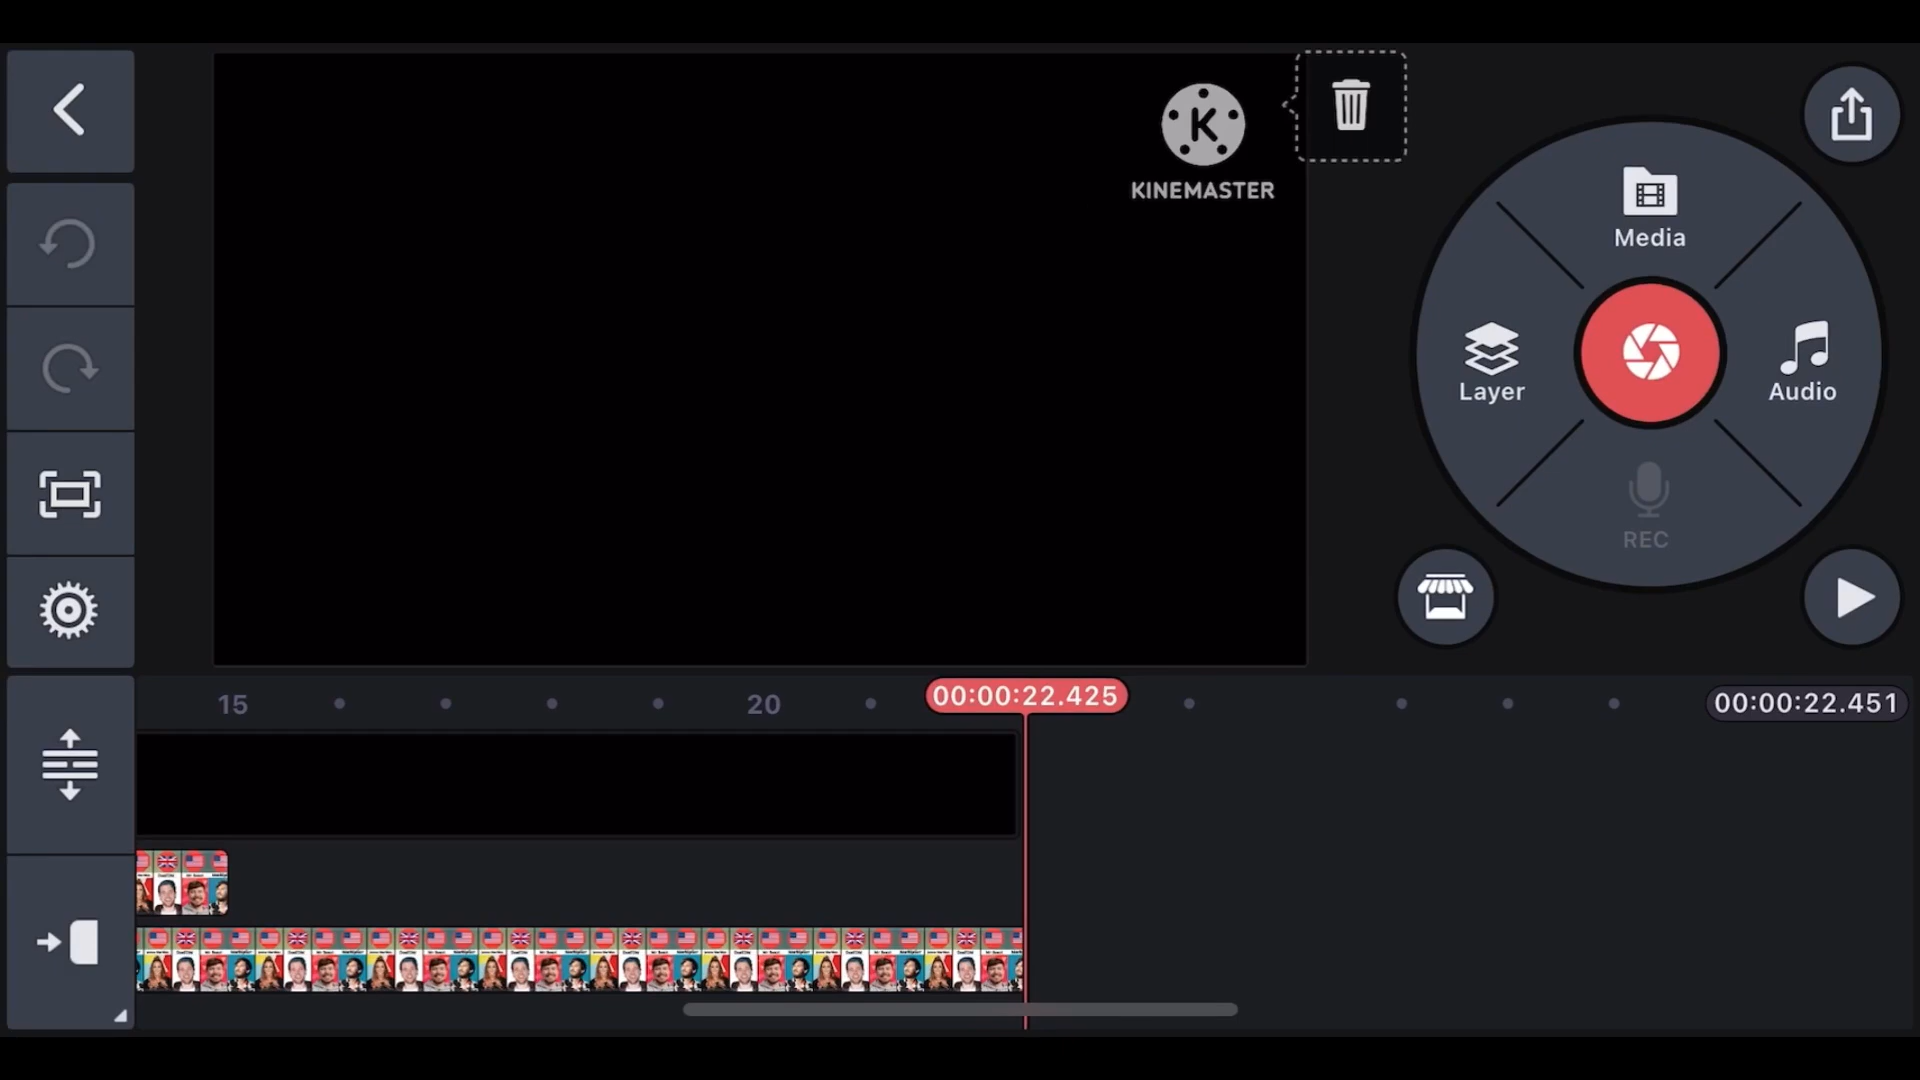 K
KINEMASTER
Media
Layer
Audio
REC
15
20
00:00:22.425
00:00:22.451